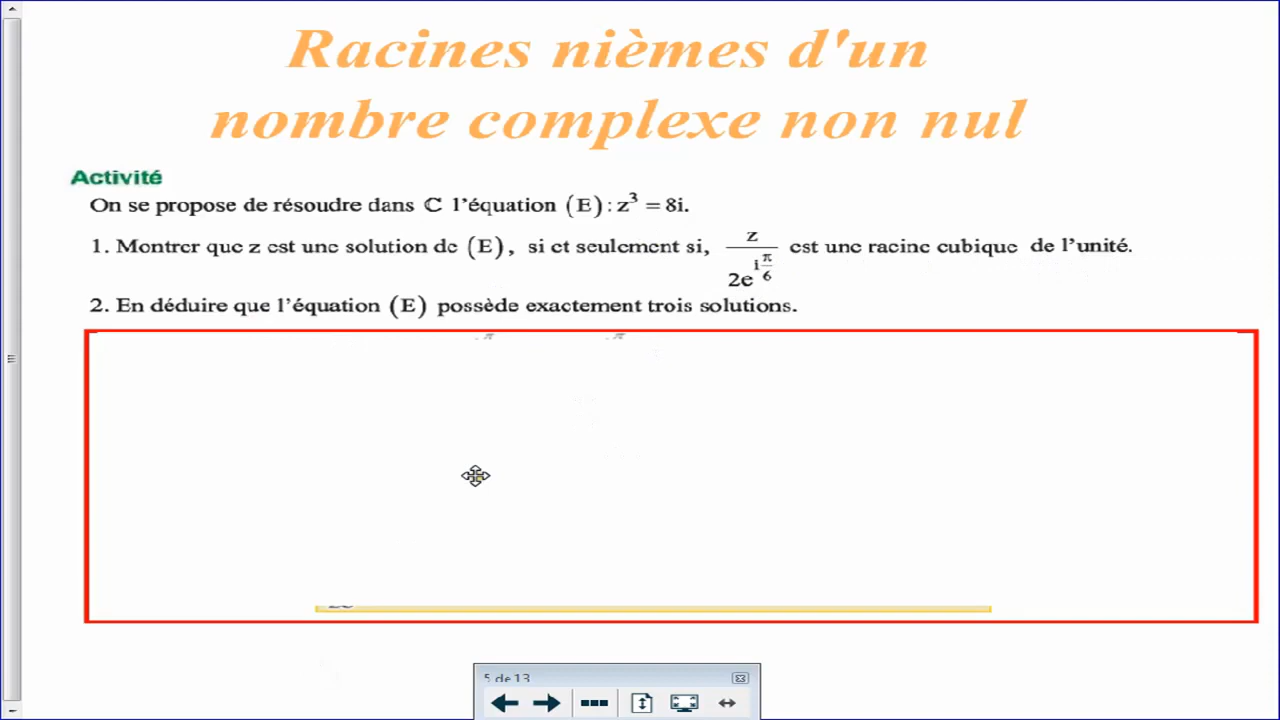 Racines nièmes d'un
nombre complexe non nul
Activité
On se propose de résoudre dans ℂ l'équation (E) : z³ = 8i.
1. Montrer que z est une solution de (E), si et seulement si, z / 2e^{iπ/6} est une racine cubique de l'unité.
2. En déduire que l'équation (E) possède exactement trois solutions.
5 de 13